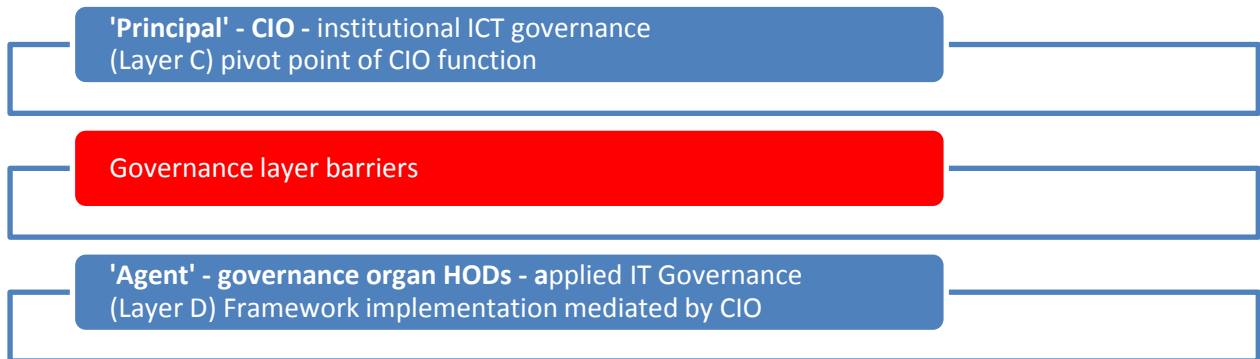 'Principal' - CIO - institutional ICT governance
(Layer C) pivot point of CIO function
Governance layer barriers
'Agent' - governance organ HODs - applied IT Governance
(Layer D) Framework implementation mediated by CIO